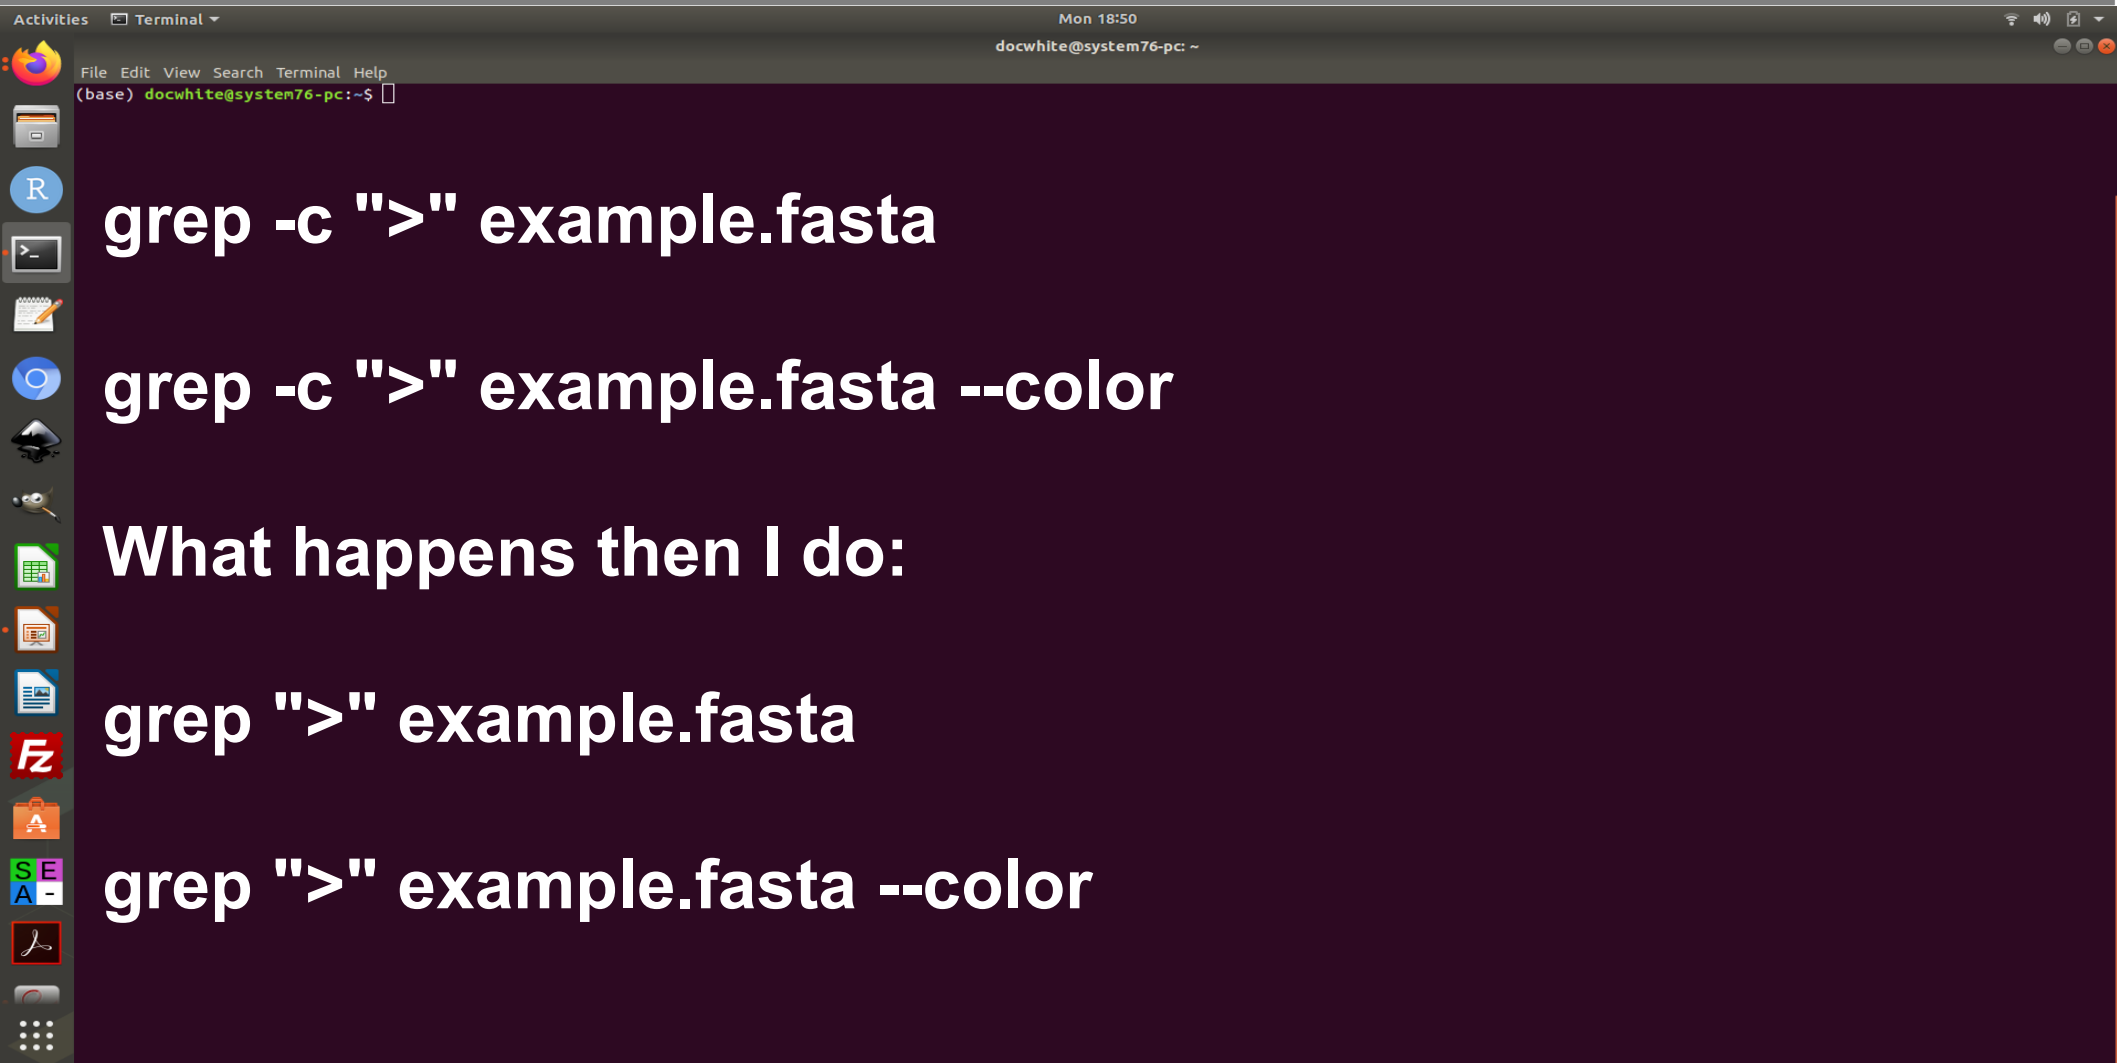 Activities Terminal Mon 18:50
docwhite@system76-pc: ~
File Edit View Search Terminal Help
(base) docwhite@system76-pc:~$
R
>_
grep -c ">" example.fasta
grep -c ">" example.fasta --color
What happens then I do:
grep ">" example.fasta
Fz
grep ">" example.fasta --color
A
S E
A -